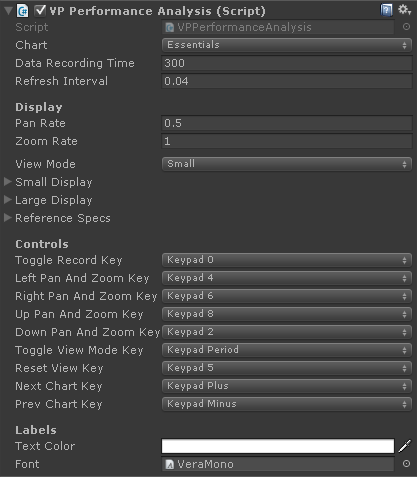 VP Performance Analysis (Script)
Script VPPerformanceAnalysis
Chart Essentials
Data Recording Time 300
Refresh Interval 0.04
Display
Pan Rate 0.5
Zoom Rate 1
View Mode Small
Small Display
Large Display
Reference Specs
Controls
Toggle Record Key Keypad 0
Left Pan And Zoom Key Keypad 4
Right Pan And Zoom Key Keypad 6
Up Pan And Zoom Key Keypad 8
Down Pan And Zoom Key Keypad 2
Toggle View Mode Key Keypad Period
Reset View Key Keypad 5
Next Chart Key Keypad Plus
Prev Chart Key Keypad Minus
Labels
Text Color
Font VeraMono